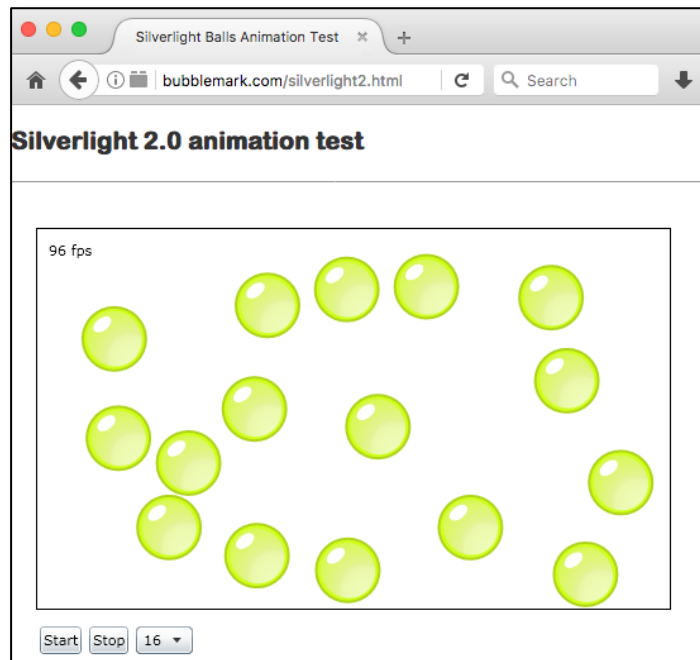 Silverlight Balls Animation Test
bubblemark.com/silverlight2.html
Search
Silverlight 2.0 animation test
96 fps
Start Stop 16